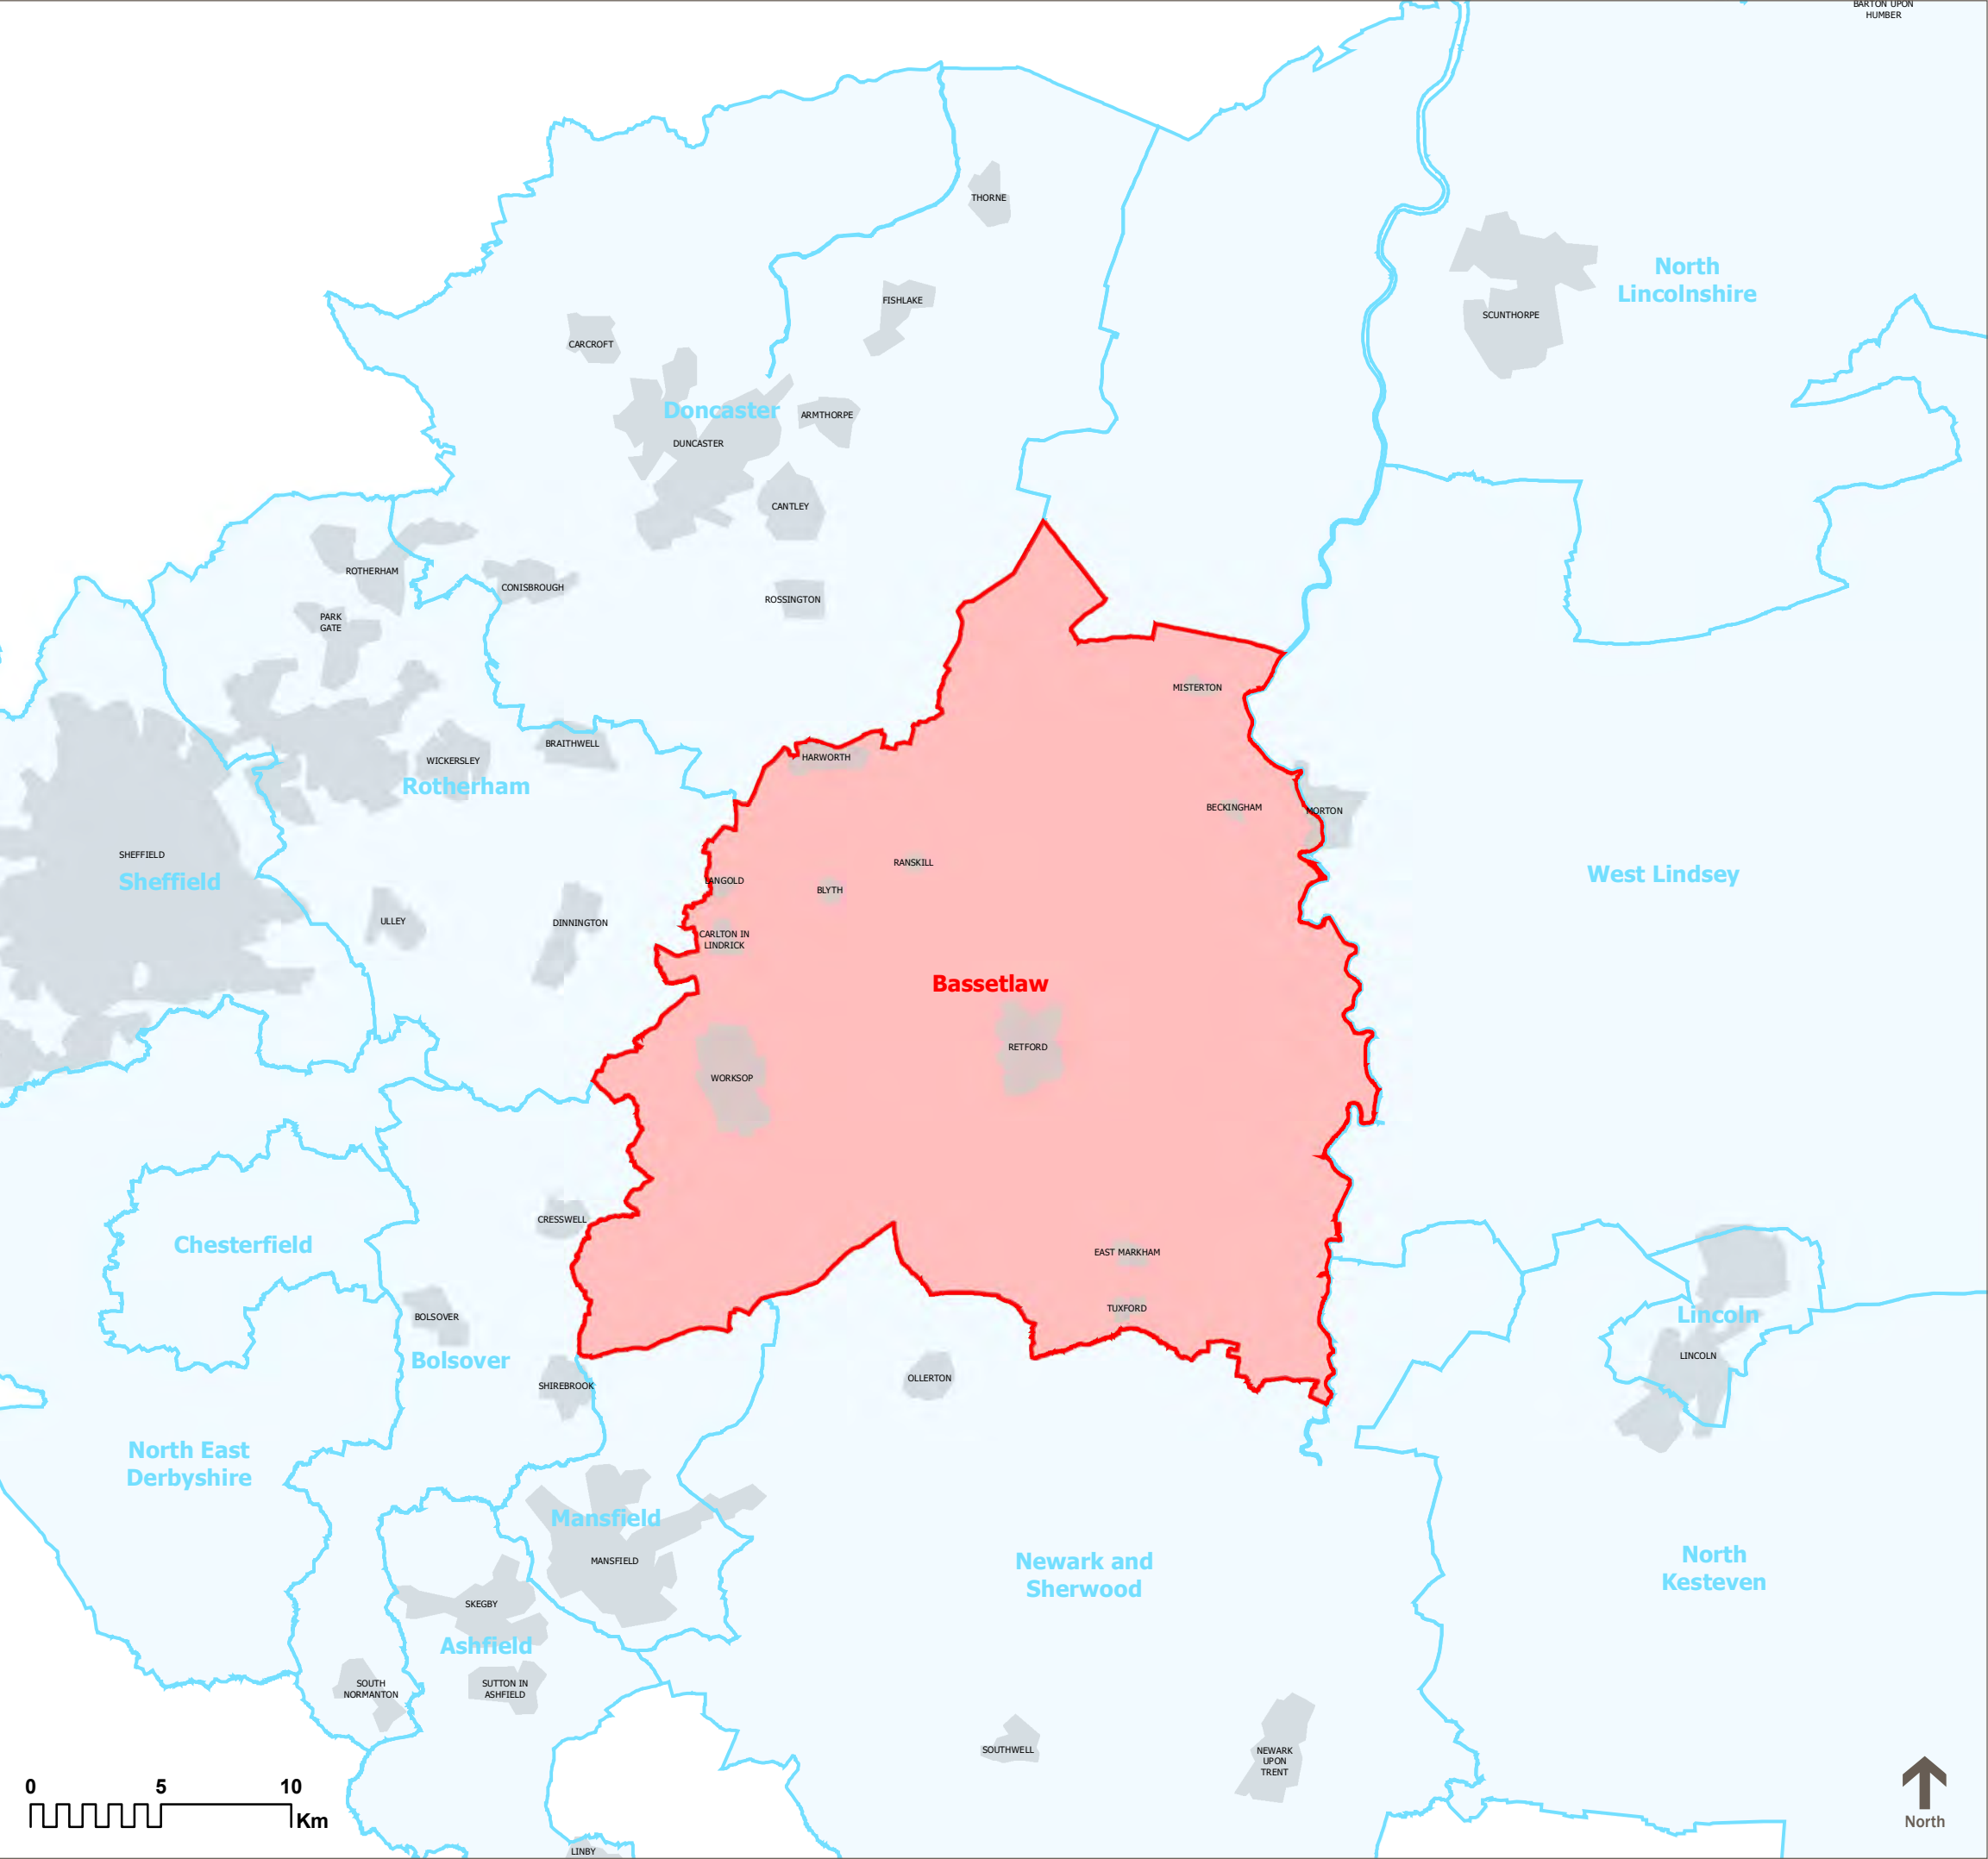 BARTON UPON
HUMBER
THORNE
North
Lincolnshire
FISHLAKE
SCUNTHORPE
CARCROFT
Doncaster
ARMTHORPE
DUNCASTER
CANTLEY
ROTHERHAM
CONISBROUGH
ROSSINGTON
PARK
GATE
MISTERTON
BRAITHWELL
HARWORTH
WICKERSLEY
Rotherham
BECKINGHAM
MORTON
SHEFFIELD
RANSKILL
Sheffield
LANGOLD
BLYTH
West Lindsey
ULLEY
DINNINGTON
CARLTON IN
LINDRICK
Bassetlaw
RETFORD
WORKSOP
CRESSWELL
Chesterfield
EAST MARKHAM
TUXFORD
BOLSOVER
Lincoln
Bolsover
LINCOLN
OLLERTON
SHIREBROOK
North East
Derbyshire
Mansfield
MANSFIELD
Newark and
Sherwood
North
Kesteven
SKEGBY
Ashfield
SOUTH
NORMANTON
SUTTON IN
ASHFIELD
SOUTHWELL
NEWARK
UPON
TRENT
0 5 10
Km
North
LINBY